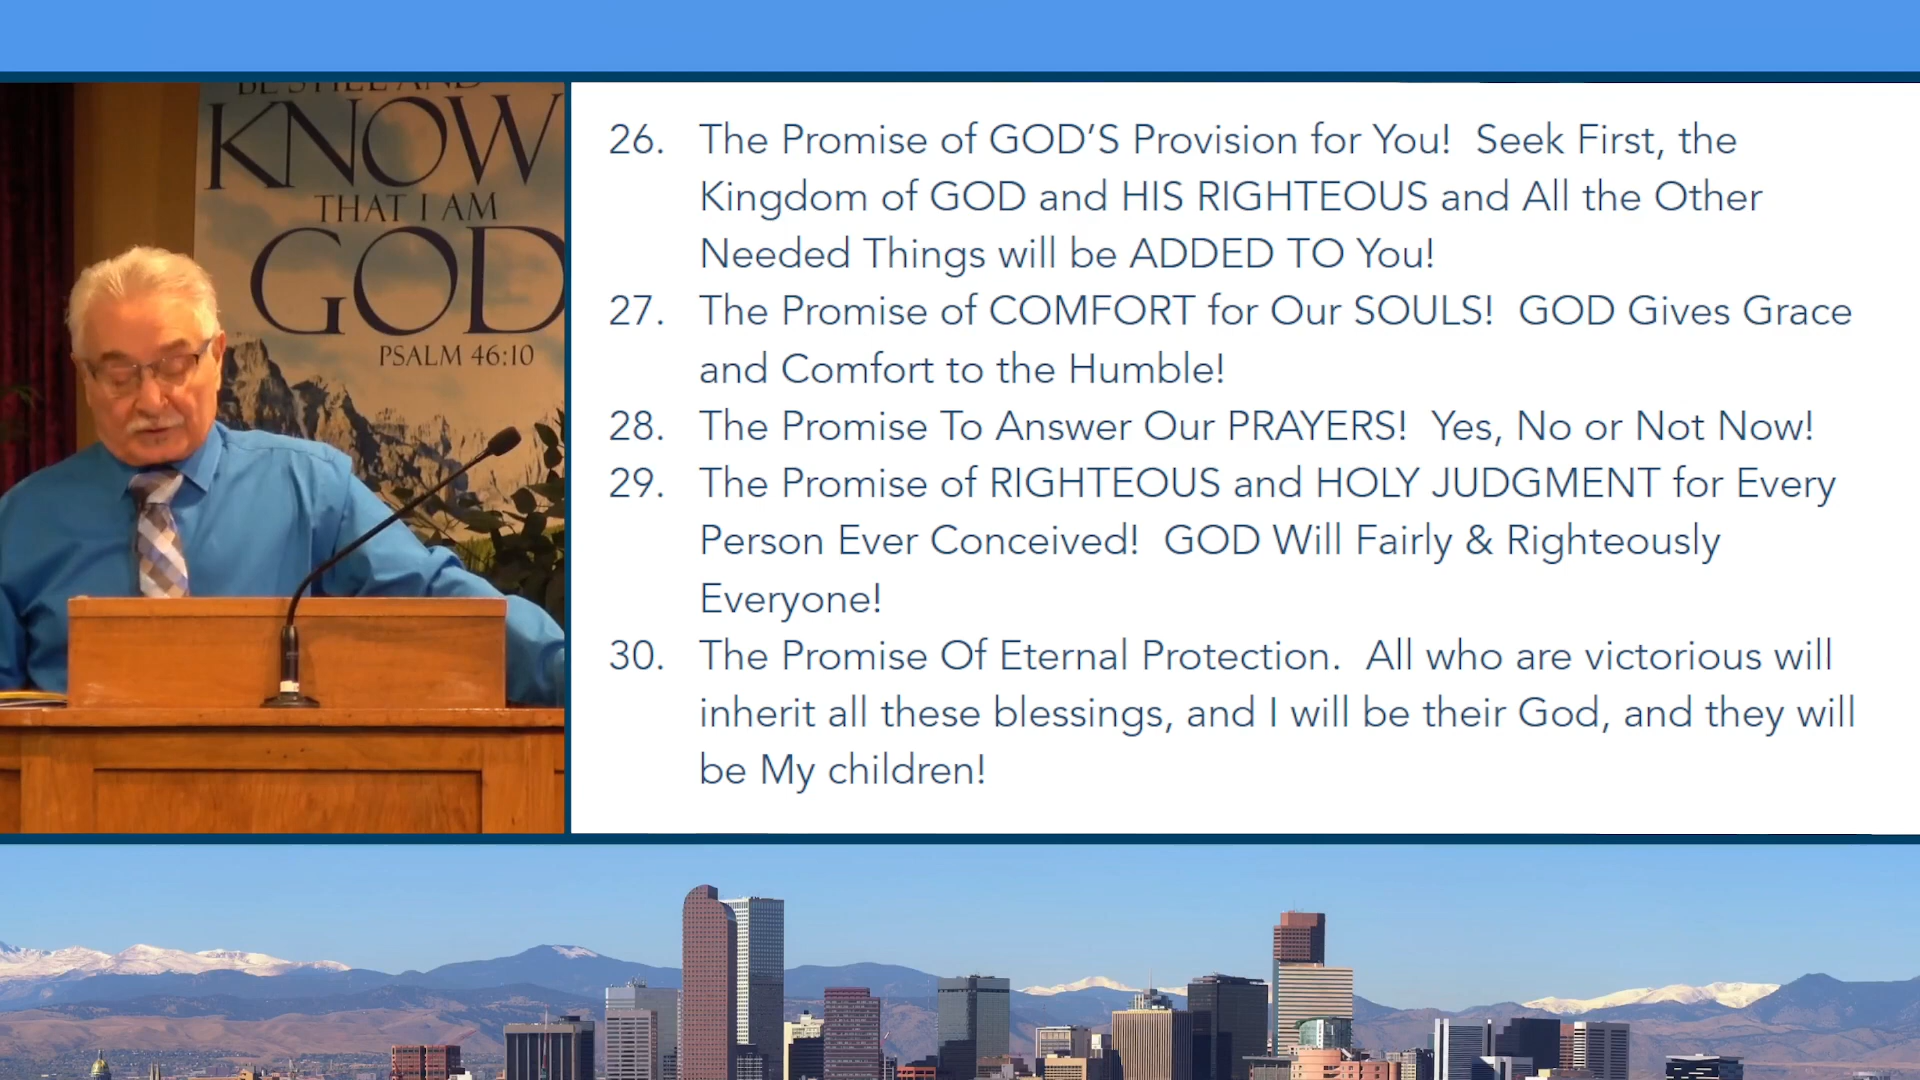 BE STILL AND
KNOW
THAT I AM
GOD
PSALM 46:10
26. The Promise of GOD’S Provision for You! Seek First, the
Kingdom of GOD and HIS RIGHTEOUS and All the Other
Needed Things will be ADDED TO You!
27. The Promise of COMFORT for Our SOULS! GOD Gives Grace
and Comfort to the Humble!
28. The Promise To Answer Our PRAYERS! Yes, No or Not Now!
29. The Promise of RIGHTEOUS and HOLY JUDGMENT for Every
Person Ever Conceived! GOD Will Fairly & Righteously
Everyone!
30. The Promise Of Eternal Protection. All who are victorious will
inherit all these blessings, and I will be their God, and they will
be My children!